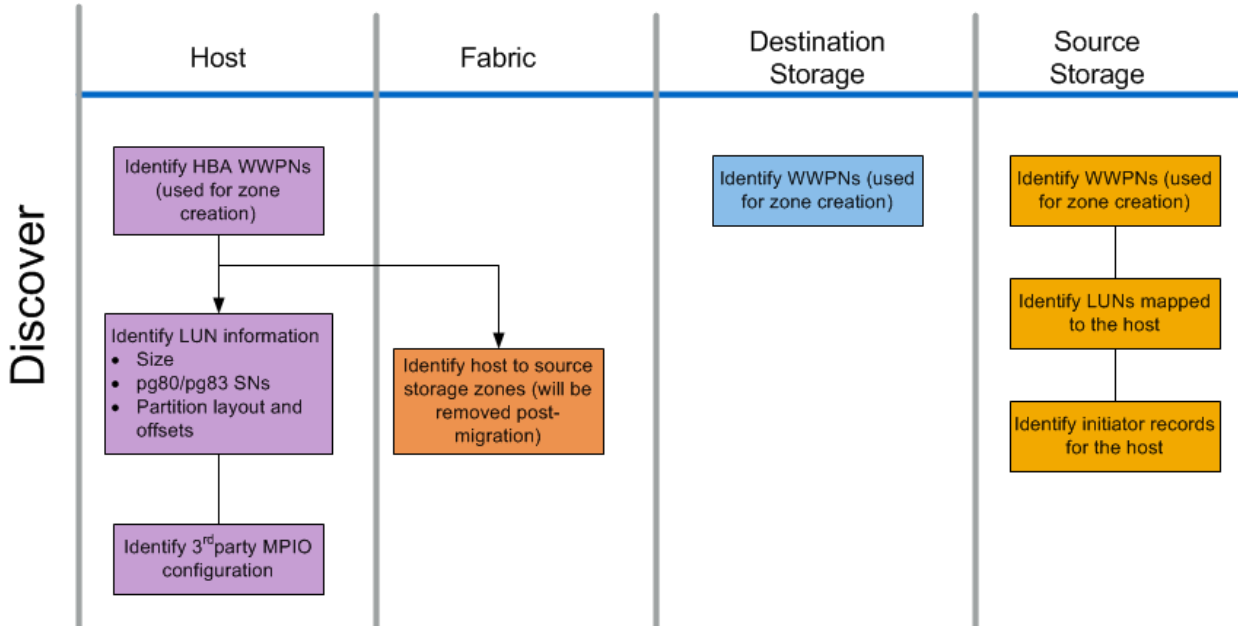 Host
Fabric
Destination
Storage
Source
Storage
Discover
Identify HBA WWPNs
(used for zone
creation)
Identify LUN information
• Size
• pg80/pg83 SNs
• Partition layout and
offsets
Identify 3rd party MPIO
configuration
Identify host to source
storage zones (will be
removed post-
migration)
Identify WWPNs (used
for zone creation)
Identify WWPNs (used
for zone creation)
Identify LUNs mapped
to the host
Identify initiator records
for the host